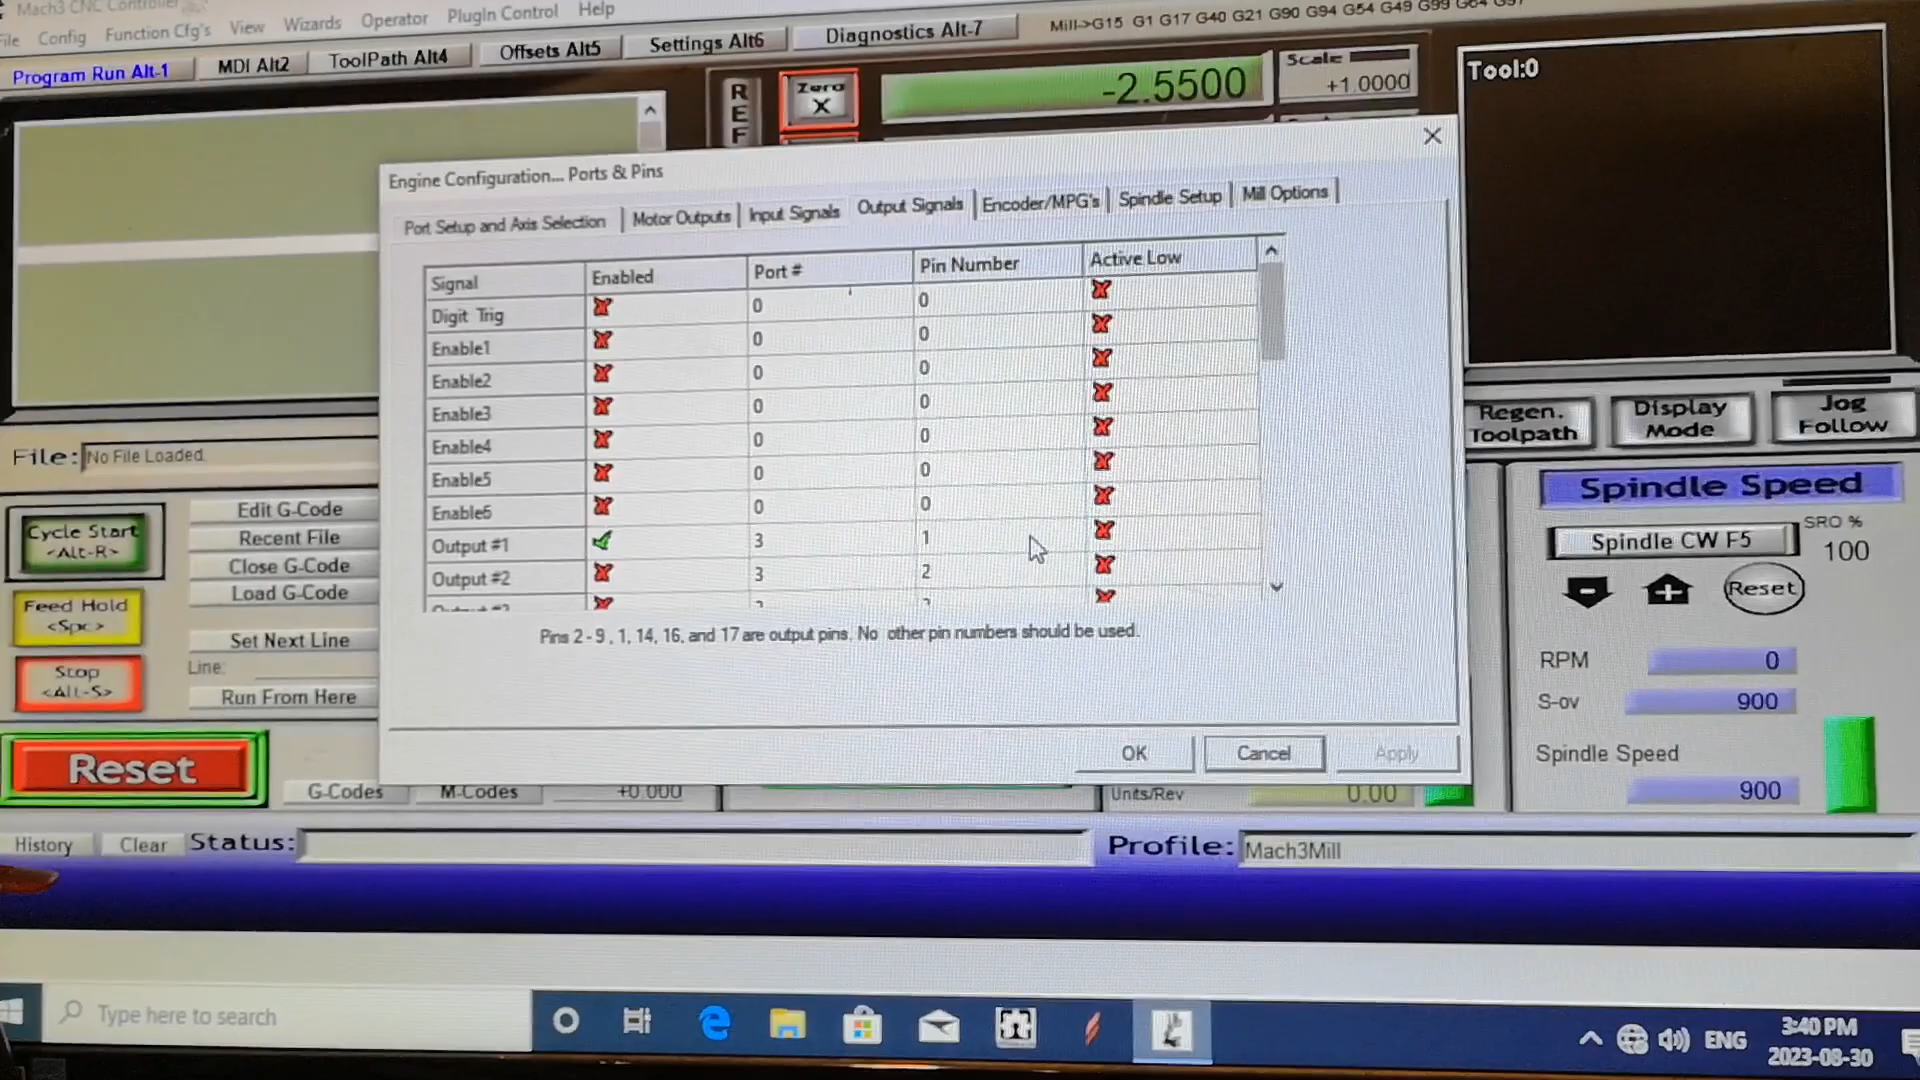 Mach3 CNC Controller
File Config Function Cfg's View Wizards Operator PlugIn Control Help
Program Run Alt-1 MDI Alt2 ToolPath Alt4 Offsets Alt5 Settings Alt6 Diagnostics Alt-7 Mill->G15 G1 G17 G40 G21 G90 G94 G54 G49 G99 G64
REF
Zero
X
-2.5500
Scale
+1.0000
Tool:0
Engine Configuration... Ports & Pins
Port Setup and Axis Selection Motor Outputs Input Signals Output Signals Encoder/MPG's Spindle Setup Mill Options
Signal Enabled Port # Pin Number Active Low
Digit Trig 0 0
Enable1 0 0
Enable2 0 0
Enable3 0 0
Enable4 0 0
Enable5 0 0
Enable6 0 0
Output #1 3 1
Output #2 3 2
Pins 2 - 9 , 1, 14, 16, and 17 are output pins. No other pin numbers should be used.
OK Cancel Apply
File: No File Loaded.
Cycle Start
<Alt-R>
Feed Hold
<Spc>
Stop
<Alt-S>
Reset
Edit G-Code
Recent File
Close G-Code
Load G-Code
Set Next Line
Line:
Run From Here
G-Codes M-Codes +0.000
Units/Rev 0.00
Regen.
Toolpath
Display
Mode
Jog
Follow
Spindle Speed
Spindle CW F5
SRO %
100
Reset
RPM 0
S-ov 900
Spindle Speed
900
History Clear Status: Profile: Mach3Mill
Type here to search
ENG
3:40 PM
2023-08-30